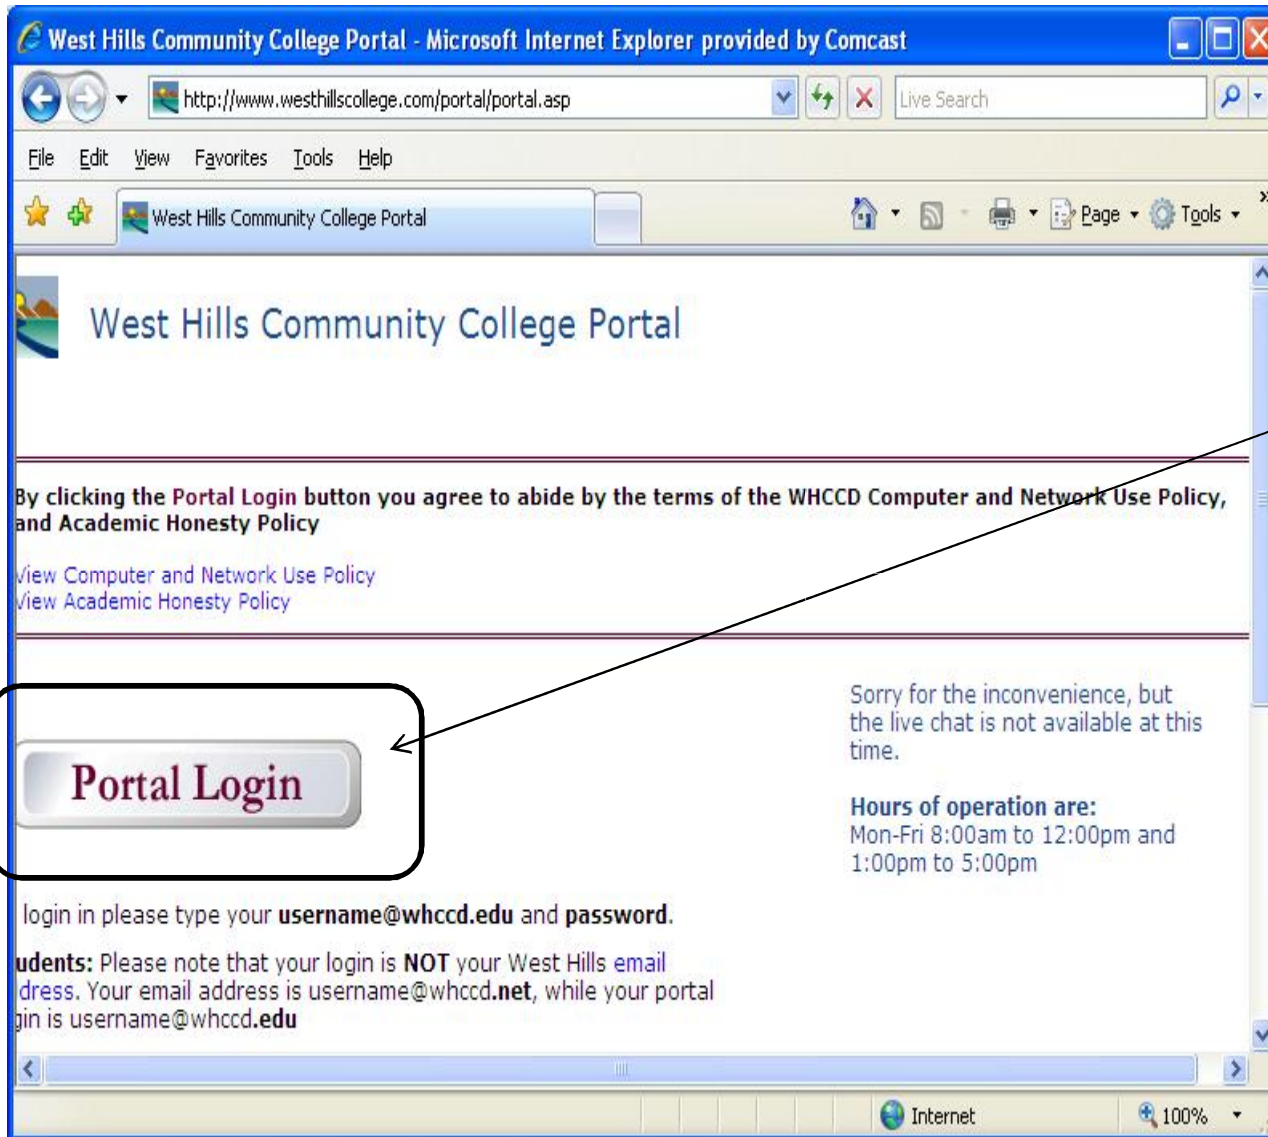 West Hills Community College Portal - Microsoft Internet Explorer provided by Comcast
http://www.westhillscollege.com/portal/portal.asp
Live Search
File Edit View Favorites Tools Help
West Hills Community College Portal
Page Tools »
West Hills Community College Portal
By clicking the Portal Login button you agree to abide by the terms of the WHCCD Computer and Network Use Policy,
and Academic Honesty Policy
View Computer and Network Use Policy
View Academic Honesty Policy
Portal Login
Sorry for the inconvenience, but
the live chat is not available at this
time.
Hours of operation are:
Mon-Fri 8:00am to 12:00pm and
1:00pm to 5:00pm
login in please type your username@whccd.edu and password.
udents: Please note that your login is NOT your West Hills email
dress. Your email address is username@whccd.net, while your portal
gin is username@whccd.edu
Internet 100%